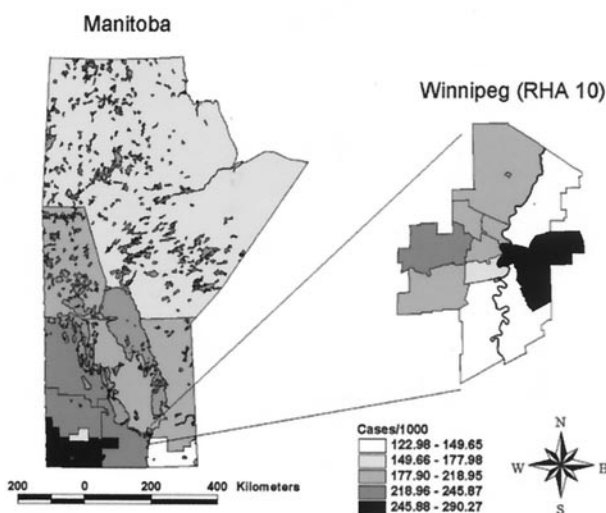 Manitoba
Winnipeg (RHA 10)
Cases/1000
122.98 - 149.65
149.66 - 177.98
177.90 - 218.95
218.96 - 245.87
245.88 - 290.27
200 0 200 400 Kilometers
N
W E
S